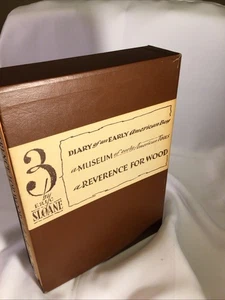 3
By
ERIC
SLOANE
DIARY of an EARLY American Boy
a MUSEUM of early American TOOLS
a REVERENCE FOR WOOD